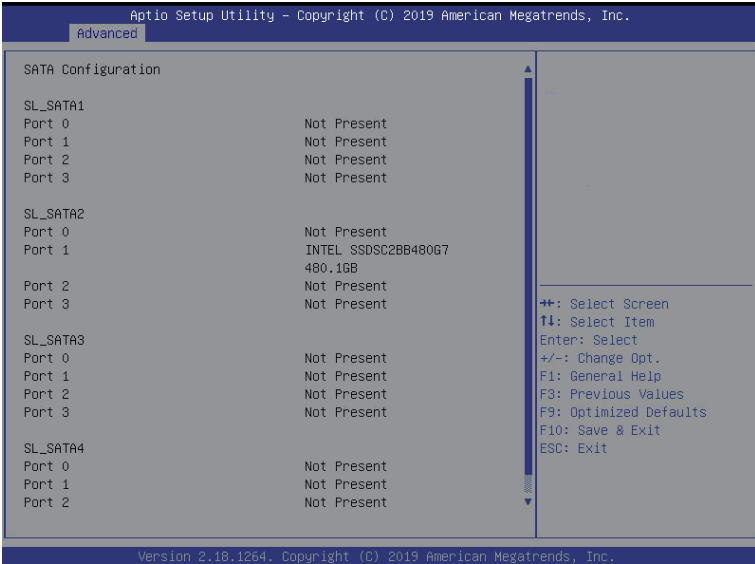 Aptio Setup Utility – Copyright (C) 2019 American Megatrends, Inc.
Advanced
SATA Configuration
SL_SATA1
Port 0 Not Present
Port 1 Not Present
Port 2 Not Present
Port 3 Not Present
SL_SATA2
Port 0 Not Present
Port 1 INTEL SSDSC2BB480G7
480.1GB
Port 2 Not Present
Port 3 Not Present
SL_SATA3
Port 0 Not Present
Port 1 Not Present
Port 2 Not Present
Port 3 Not Present
SL_SATA4
Port 0 Not Present
Port 1 Not Present
Port 2 Not Present
→←: Select Screen
↑↓: Select Item
Enter: Select
+/-: Change Opt.
F1: General Help
F3: Previous Values
F9: Optimized Defaults
F10: Save & Exit
ESC: Exit
Version 2.18.1264. Copyright (C) 2019 American Megatrends, Inc.